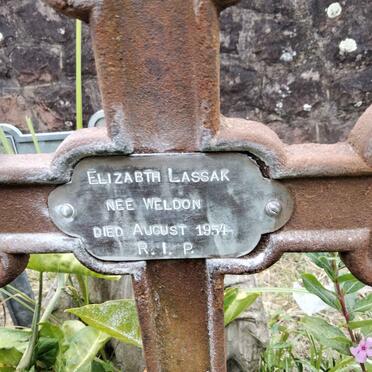 ELIZABTH LASSAK
NEE WELDON
DIED AUGUST 1954
R.I.P.